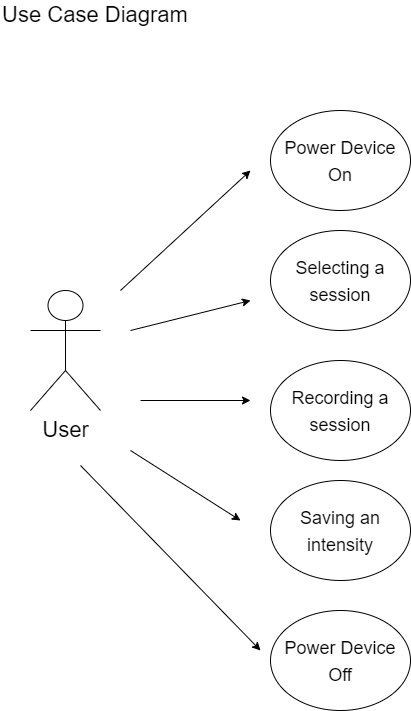 Use Case Diagram
Power Device
On
Selecting a
session
Recording a
session
User
Saving an
intensity
Power Device
Off